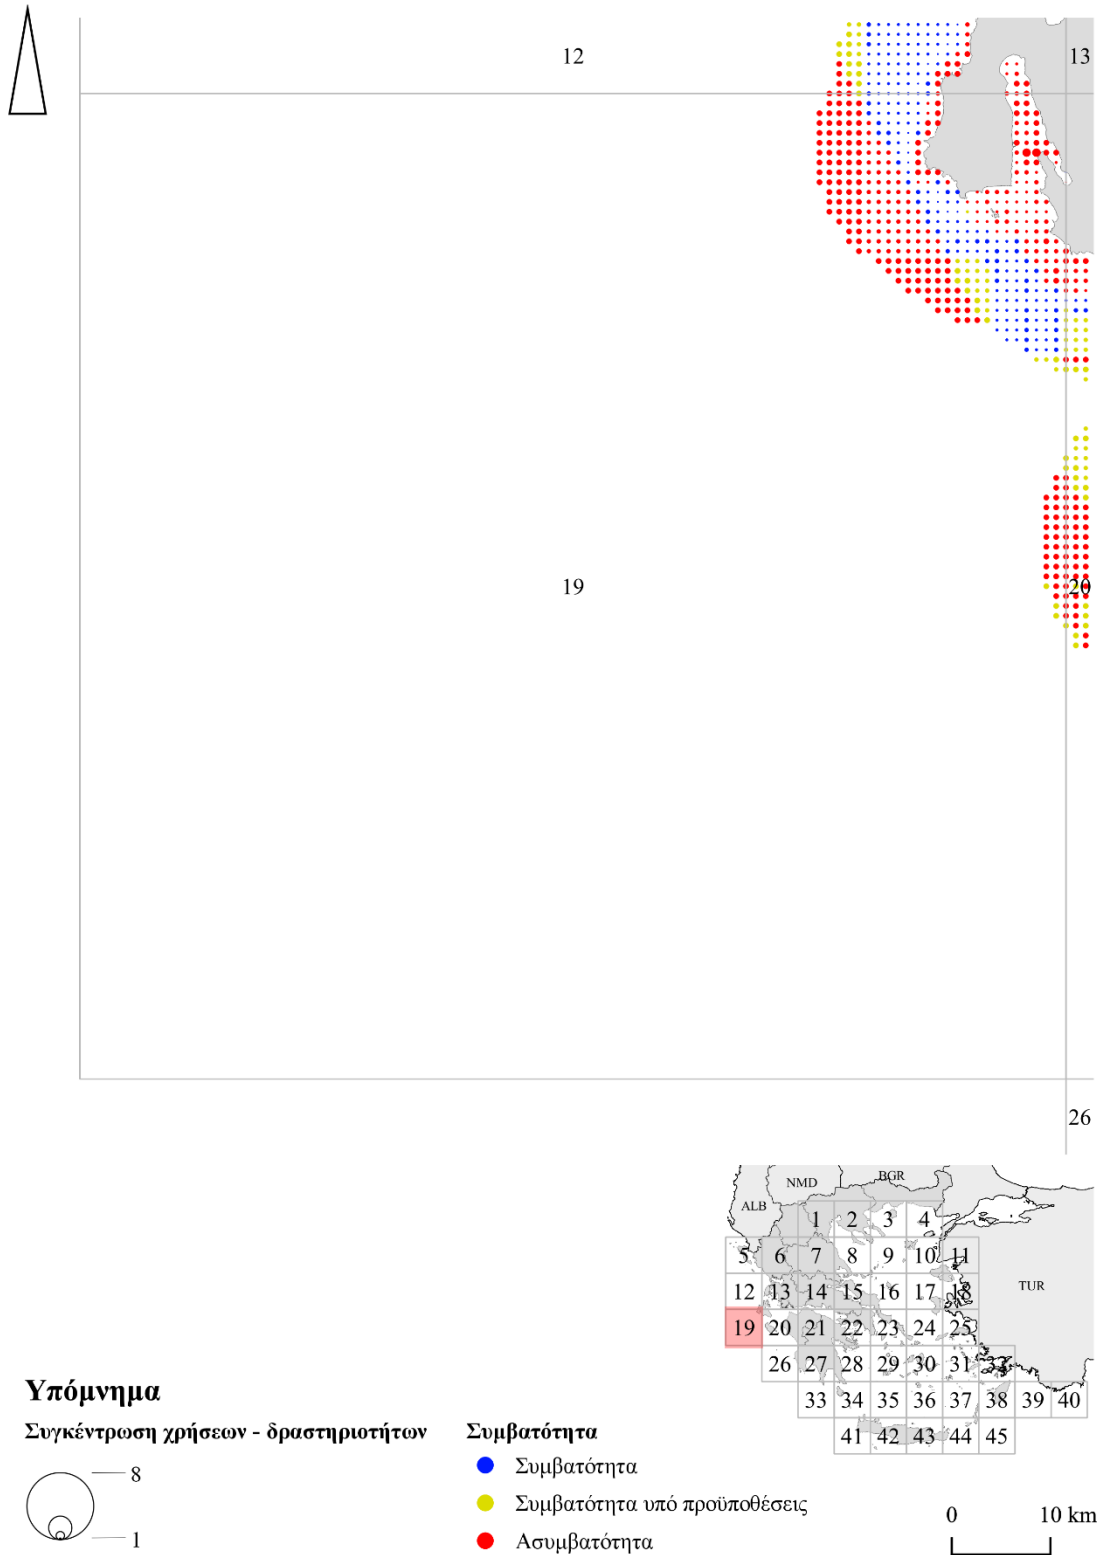 12
13
19
20
26
BGR
NMD
ALB
1 2 3 4
5 6 7 8 9 10 11
TUR
12 13 14 15 16 17 18
19 20 21 22 23 24 25
26 27 28 29 30 31 32
33 34 35 36 37 38 39 40
41 42 43 44 45
Υπόμνημα
Συγκέντρωση χρήσεων - δραστηριοτήτων
8
1
Συμβατότητα
Συμβατότητα
Συμβατότητα υπό προϋποθέσεις
Ασυμβατότητα
0 10 km